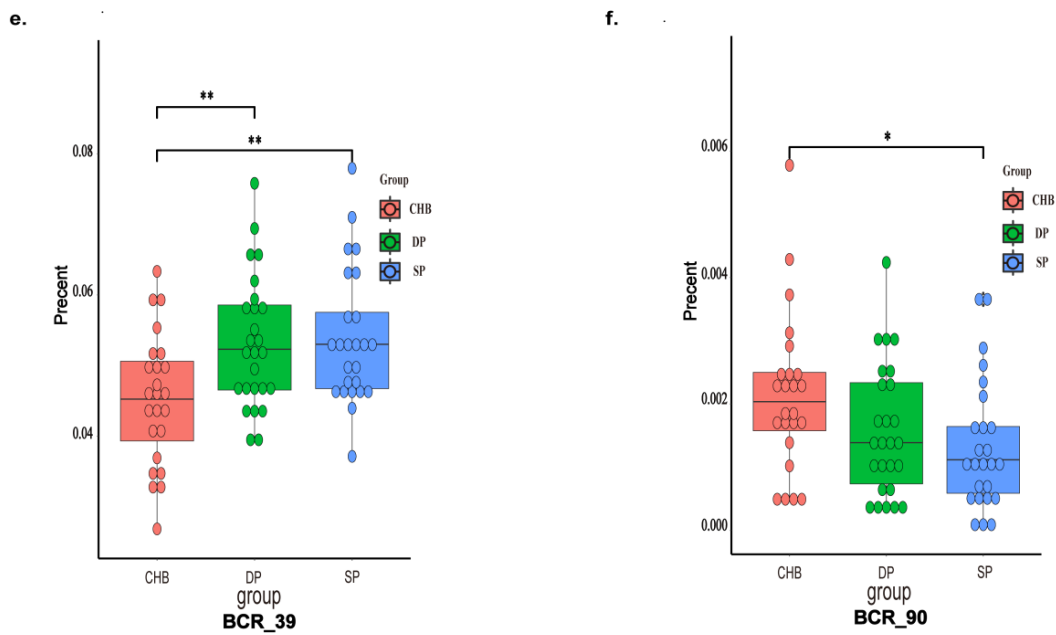 e.
**
**
0.08
0.06
0.04
Precent
Group
CHB
DP
SP
CHB DP SP
group
BCR_39
f.
*
0.006
0.004
0.002
0.000
Precent
Group
CHB
DP
SP
CHB DP SP
group
BCR_90